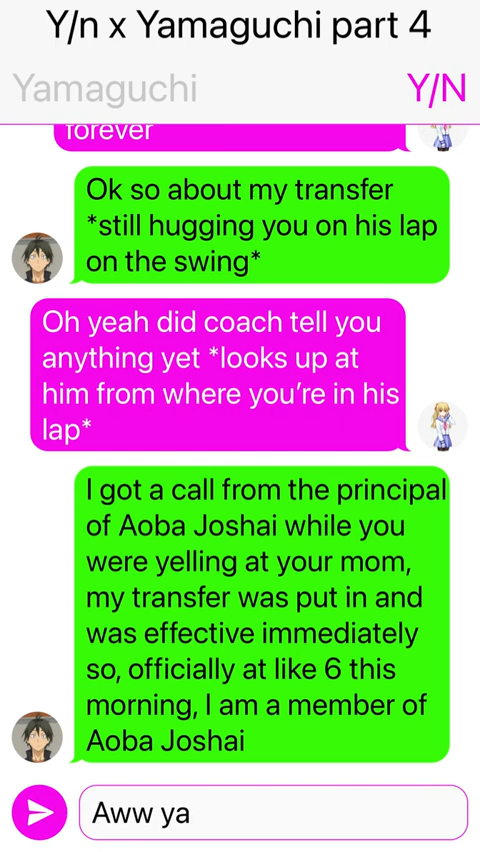 Y/n x Yamaguchi part 4
Yamaguchi
Y/N
forever
Ok so about my transfer
*still hugging you on his lap
on the swing*
Oh yeah did coach tell you
anything yet *looks up at
him from where you’re in his
lap*
I got a call from the principal
of Aoba Joshai while you
were yelling at your mom,
my transfer was put in and
was effective immediately
so, officially at like 6 this
morning, I am a member of
Aoba Joshai
Aww ya